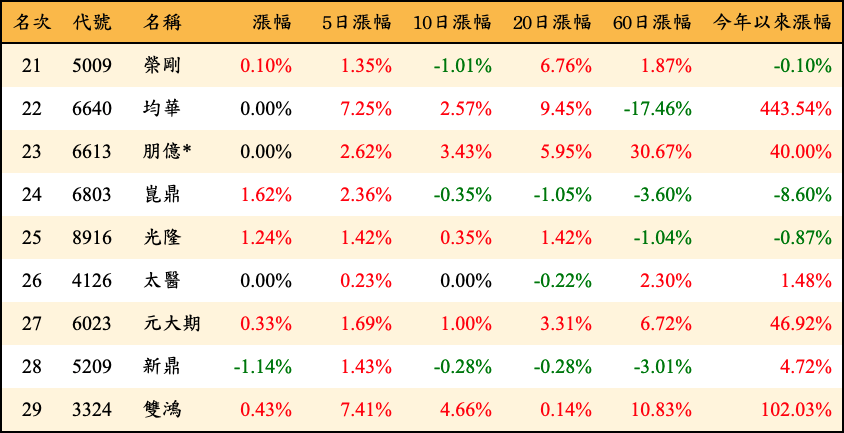 名次 代號 名稱 漲幅 5日漲幅 10日漲幅 20日漲幅 60日漲幅 今年以來漲幅
21 5009 榮剛 0.10% 1.35% -1.01% 6.76% 1.87% -0.10%
22 6640 均華 0.00% 7.25% 2.57% 9.45% -17.46% 443.54%
23 6613 朋億* 0.00% 2.62% 3.43% 5.95% 30.67% 40.00%
24 6803 崑鼎 1.62% 2.36% -0.35% -1.05% -3.60% -8.60%
25 8916 光隆 1.24% 1.42% 0.35% 1.42% -1.04% -0.87%
26 4126 太醫 0.00% 0.23% 0.00% -0.22% 2.30% 1.48%
27 6023 元大期 0.33% 1.69% 1.00% 3.31% 6.72% 46.92%
28 5209 新鼎 -1.14% 1.43% -0.28% -0.28% -3.01% 4.72%
29 3324 雙鴻 0.43% 7.41% 4.66% 0.14% 10.83% 102.03%